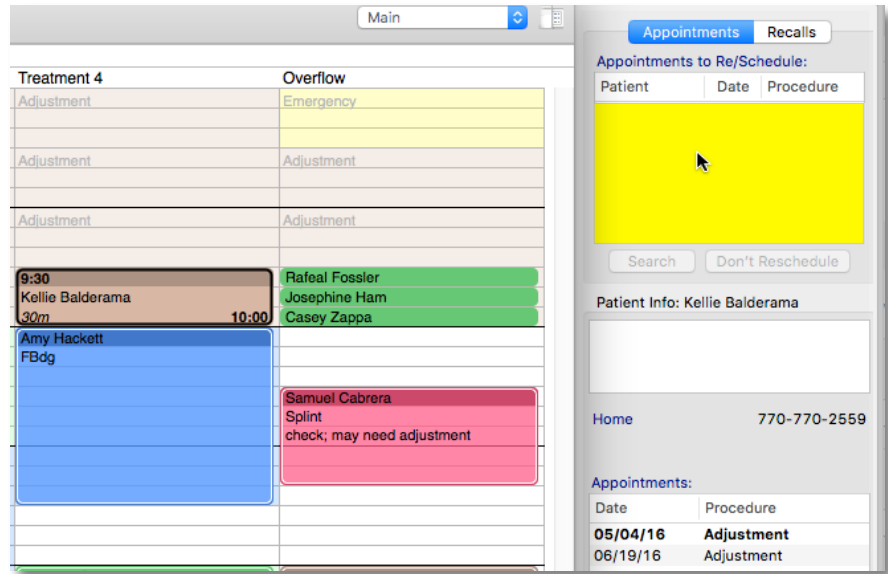 Main
Appointments Recalls
Appointments to Re/Schedule:
Patient Date Procedure
Search Don't Reschedule
Patient Info: Kellie Balderama
Home 770-770-2559
Appointments:
Date Procedure
05/04/16 Adjustment
06/19/16 Adjustment
Treatment 4
Adjustment
Adjustment
Adjustment
9:30
Kellie Balderama
30m 10:00
Amy Hackett
FBdg
Overflow
Emergency
Adjustment
Adjustment
Rafeal Fossler
Josephine Ham
Casey Zappa
Samuel Cabrera
Splint
check; may need adjustment